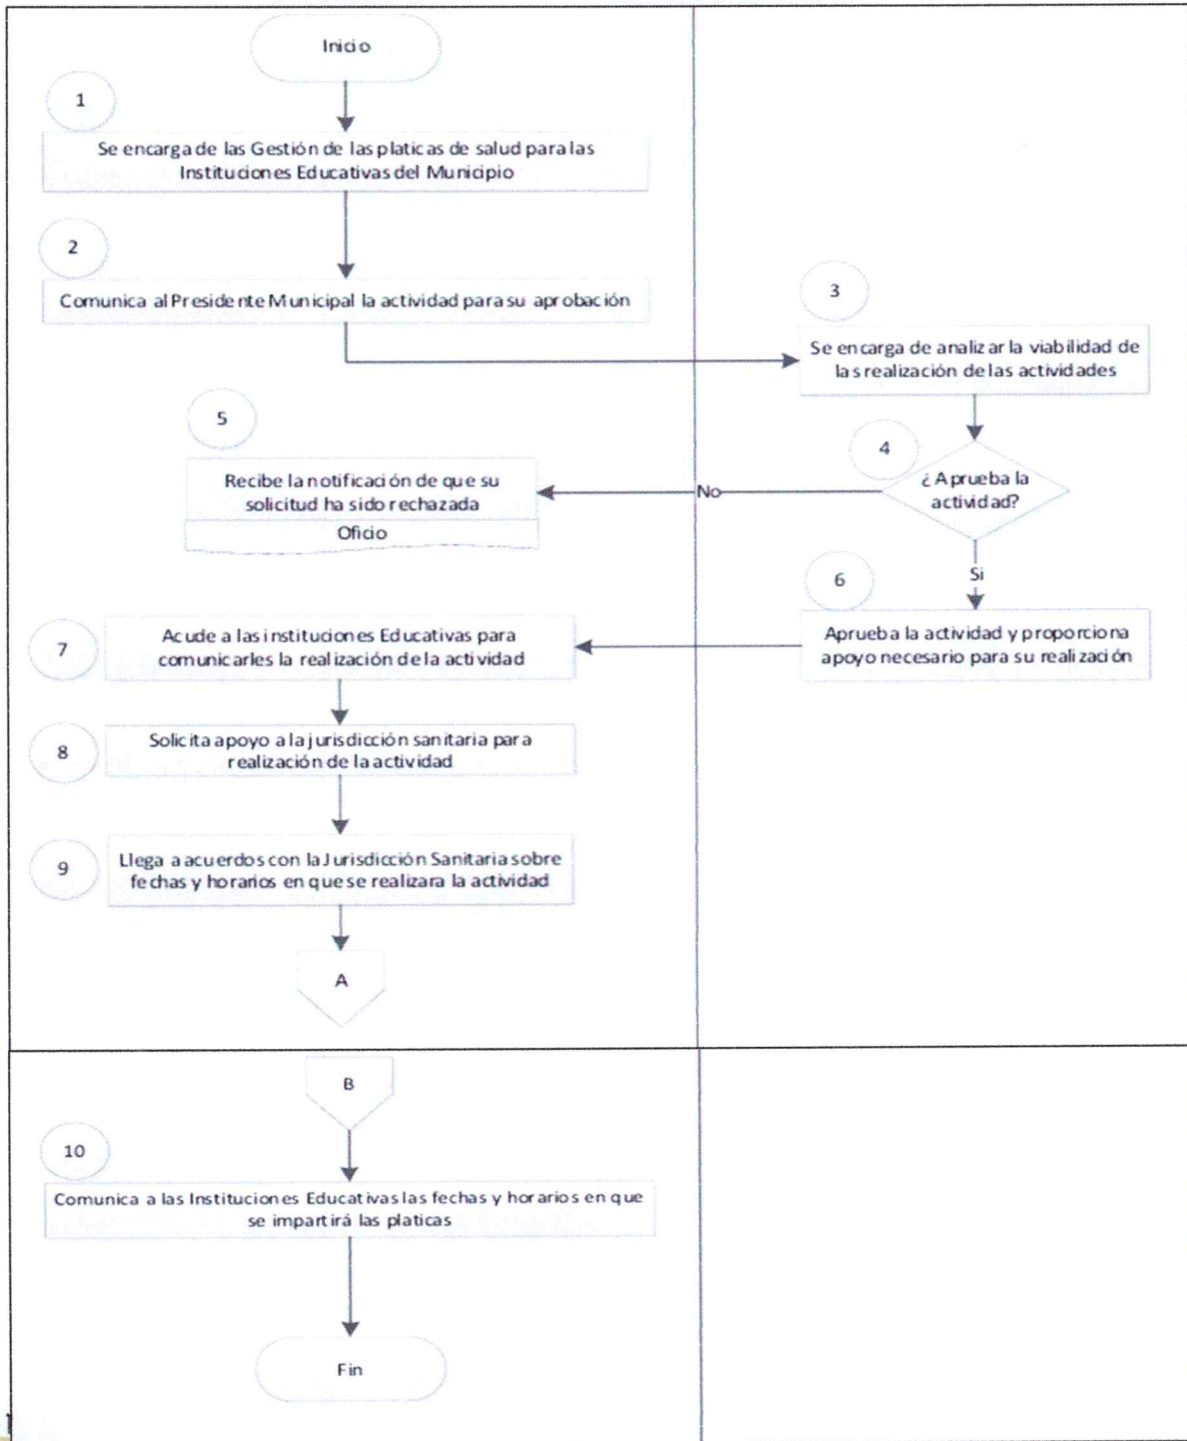 Inicio
1
Se encarga de las Gestión de las platicas de salud para las
Instituciones Educativas del Municipio
2
Comunica al Presidente Municipal la actividad para su aprobación
3
Se encarga de analizar la viabilidad de
las realización de las actividades
4
¿Aprueba la
actividad?
No
5
Recibe la notificación de que su
solicitud ha sido rechazada
Oficio
Si
6
Aprueba la actividad y proporciona
apoyo necesario para su realización
7
Acude a las instituciones Educativas para
comunicarles la realización de la actividad
8
Solicita apoyo a la jurisdicción sanitaria para
realización de la actividad
9
Llega a acuerdos con la Jurisdicción Sanitaria sobre
fechas y horarios en que se realizara la actividad
A
B
10
Comunica a las Instituciones Educativas las fechas y horarios en que
se impartirá las platicas
Fin